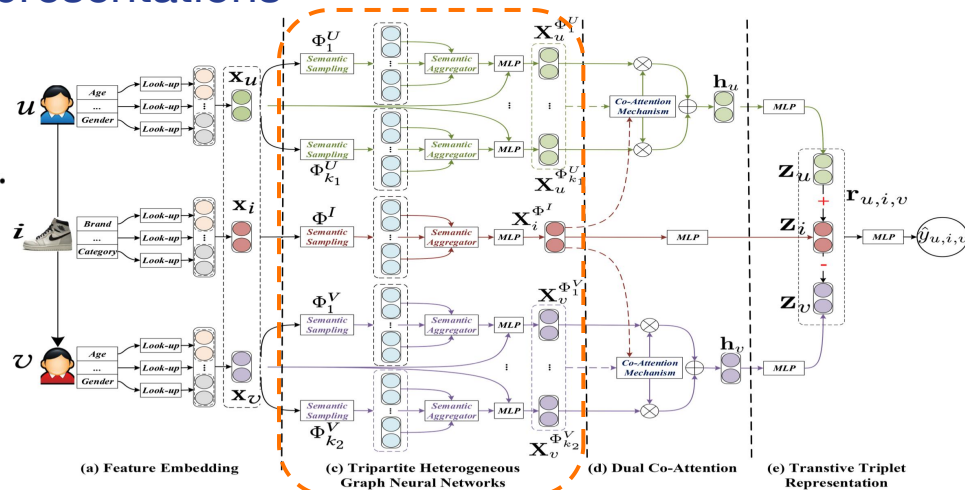 presentations
u
Age
...
Gender
Look-up
Look-up
Look-up
x_u
Φ_1^U
Semantic Sampling
Semantic Aggregator
MLP
X_u^{Φ_1^U}
Semantic Sampling
Φ_{k_1}^U
Semantic Aggregator
MLP
X_u^{Φ_{k_1}^U}
Co-Attention
Mechanism
h_u
MLP
z_u
+
r_{u,i,v}
i
Brand
...
Category
Look-up
Look-up
Look-up
x_i
Φ^I
Semantic Sampling
Semantic Aggregator
MLP
X_i^{Φ^I}
MLP
z_i
MLP
ŷ_{u,i,v}
-
v
Age
...
Gender
Look-up
Look-up
Look-up
x_v
Φ_1^V
Semantic Sampling
Semantic Aggregator
MLP
X_v^{Φ_1^V}
Semantic Sampling
Φ_{k_2}^V
Semantic Aggregator
MLP
X_v^{Φ_{k_2}^V}
Co-Attention
Mechanism
h_v
MLP
z_v
(a) Feature Embedding
(c) Tripartite Heterogeneous
Graph Neural Networks
(d) Dual Co-Attention
(e) Transtive Triplet
Representation